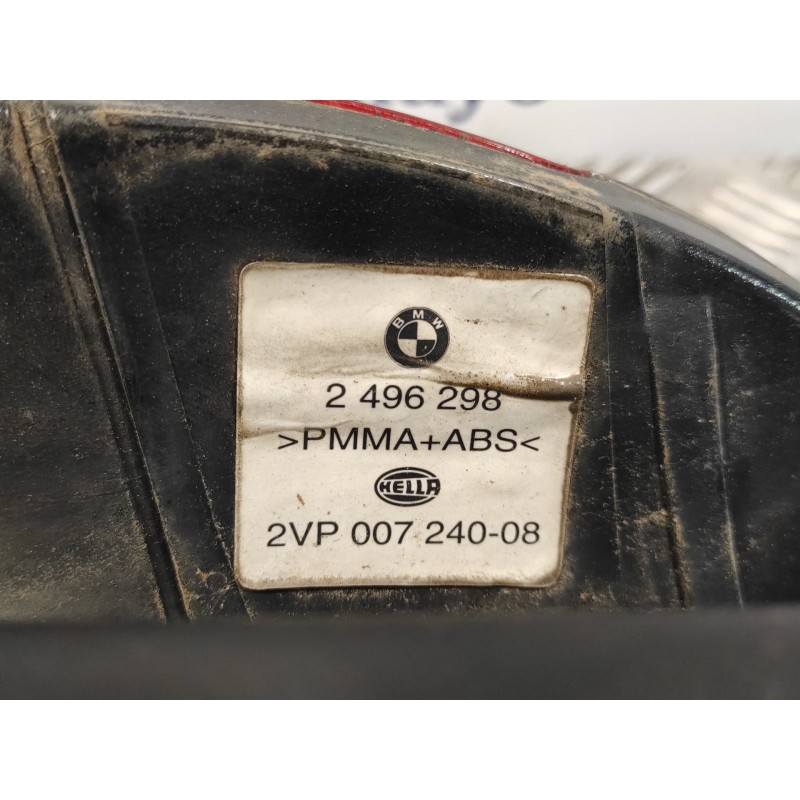 BMW
2 496 298
>PMMA+ABS<
HELLA
2VP 007 240-08